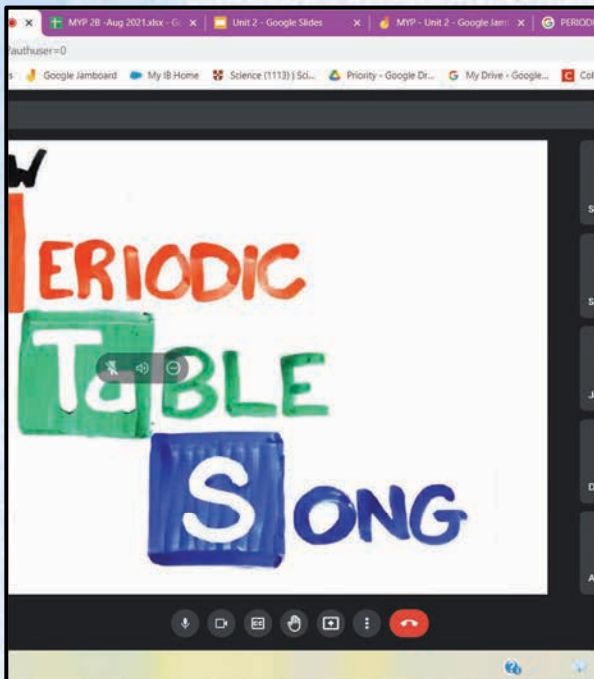 MYP 2B -Aug 2021.xlsx - G
Unit 2 - Google Slides
MYP - Unit 2 - Google Jam
PERIOD
?authuser=0
s
Google Jamboard
My IB Home
Science (1113) | Sci...
Priority - Google Dr...
My Drive - Google...
Col
W
ERIODIC
TaBLE
SONG
S
S
J
D
A